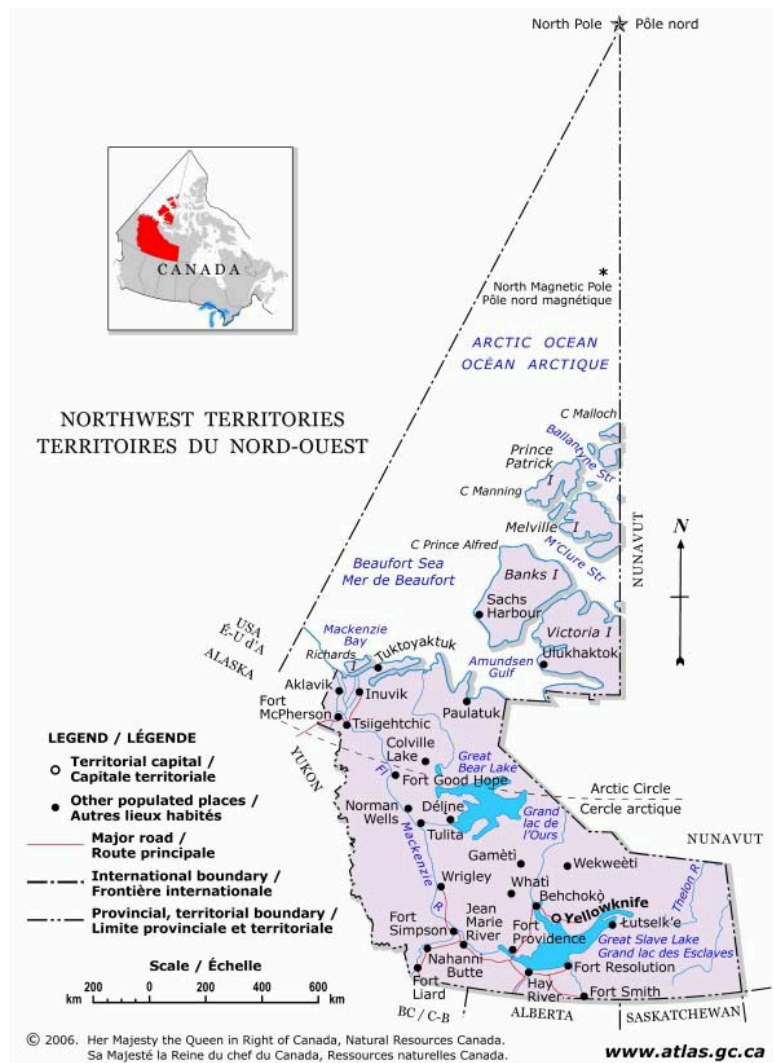 North Pole Pôle nord
CANADA
North Magnetic Pole
Pôle nord magnétique
ARCTIC OCEAN
OCÉAN ARCTIQUE
NORTHWEST TERRITORIES
TERRITOIRES DU NORD-OUEST
C Malloch
Ballantyne Str
Prince
Patrick
I
C Manning
Melville I
M'Clure Str
NUNAVUT
N
C Prince Alfred
Beaufort Sea
Mer de Beaufort
Banks I
Sachs
Harbour
Victoria I
Ulukhaktok
Amundsen
Gulf
USA
É-U d'A
ALASKA
Mackenzie
Bay
Richards
I
Tuktoyaktuk
Aklavik
Inuvik
Fort
McPherson
Tsiigehtchic
Paulatuk
YUKON
Colville
Lake
Great
Bear Lake
Fort Good Hope
Arctic Circle
Cercle arctique
Norman
Wells
Déljne
Tulita
Grand
lac de
l'Ours
Fl
Mackenzie
R
NUNAVUT
Gamètì
Wekweètì
Wrigley
Whatì
Behchokò
Yellowknife
Thelon R
Łutselk'e
Fort
Simpson
Jean
Marie
River
Fort
Providence
Great Slave Lake
Grand lac des Esclaves
Nahanni
Butte
Fort Resolution
Fort
Liard
Hay
River
Fort Smith
BC / C-B
ALBERTA
SASKATCHEWAN
LEGEND / LÉGENDE
Territorial capital /
Capitale territoriale
Other populated places /
Autres lieux habités
Major road /
Route principale
International boundary /
Frontière internationale
Provincial, territorial boundary /
Limite provinciale et territoriale
Scale / Échelle
km 200 0 200 400 600 km
© 2006. Her Majesty the Queen in Right of Canada, Natural Resources Canada.
Sa Majesté la Reine du chef du Canada, Ressources naturelles Canada.
www.atlas.gc.ca